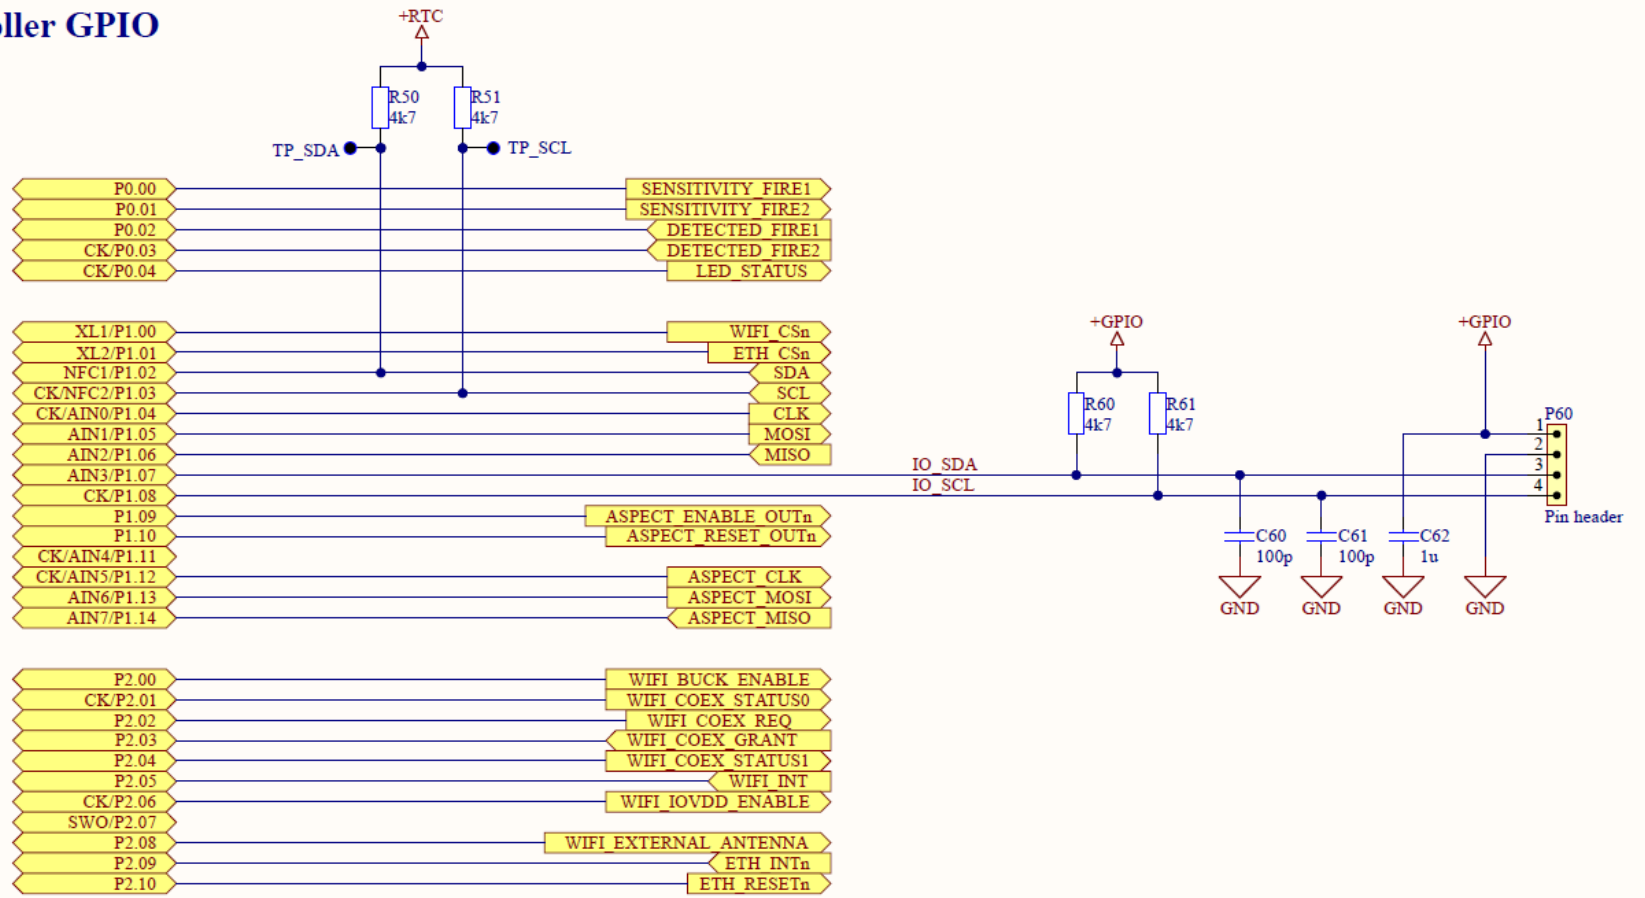 ller GPIO
+RTC
R50
4k7
R51
4k7
TP_SDA
TP_SCL
P0.00 SENSITIVITY_FIRE1
P0.01 SENSITIVITY_FIRE2
P0.02 DETECTED_FIRE1
CK/P0.03 DETECTED_FIRE2
CK/P0.04 LED_STATUS
XL1/P1.00 WIFI_CSn
XL2/P1.01 ETH_CSn
NFC1/P1.02 SDA
CK/NFC2/P1.03 SCL
CK/AIN0/P1.04 CLK
AIN1/P1.05 MOSI
AIN2/P1.06 MISO
AIN3/P1.07 IO_SDA
CK/P1.08 IO_SCL
P1.09 ASPECT_ENABLE_OUTn
P1.10 ASPECT_RESET_OUTn
CK/AIN4/P1.11
CK/AIN5/P1.12 ASPECT_CLK
AIN6/P1.13 ASPECT_MOSI
AIN7/P1.14 ASPECT_MISO
P2.00 WIFI_BUCK_ENABLE
CK/P2.01 WIFI_COEX_STATUS0
P2.02 WIFI_COEX_REQ
P2.03 WIFI_COEX_GRANT
P2.04 WIFI_COEX_STATUS1
P2.05 WIFI_INT
CK/P2.06 WIFI_IOVDD_ENABLE
SWO/P2.07
P2.08 WIFI_EXTERNAL_ANTENNA
P2.09 ETH_INTn
P2.10 ETH_RESETn
+GPIO
R60
4k7
R61
4k7
+GPIO
P60
1
2
3
4
Pin header
C60
100p
C61
100p
C62
1u
GND
GND
GND
GND